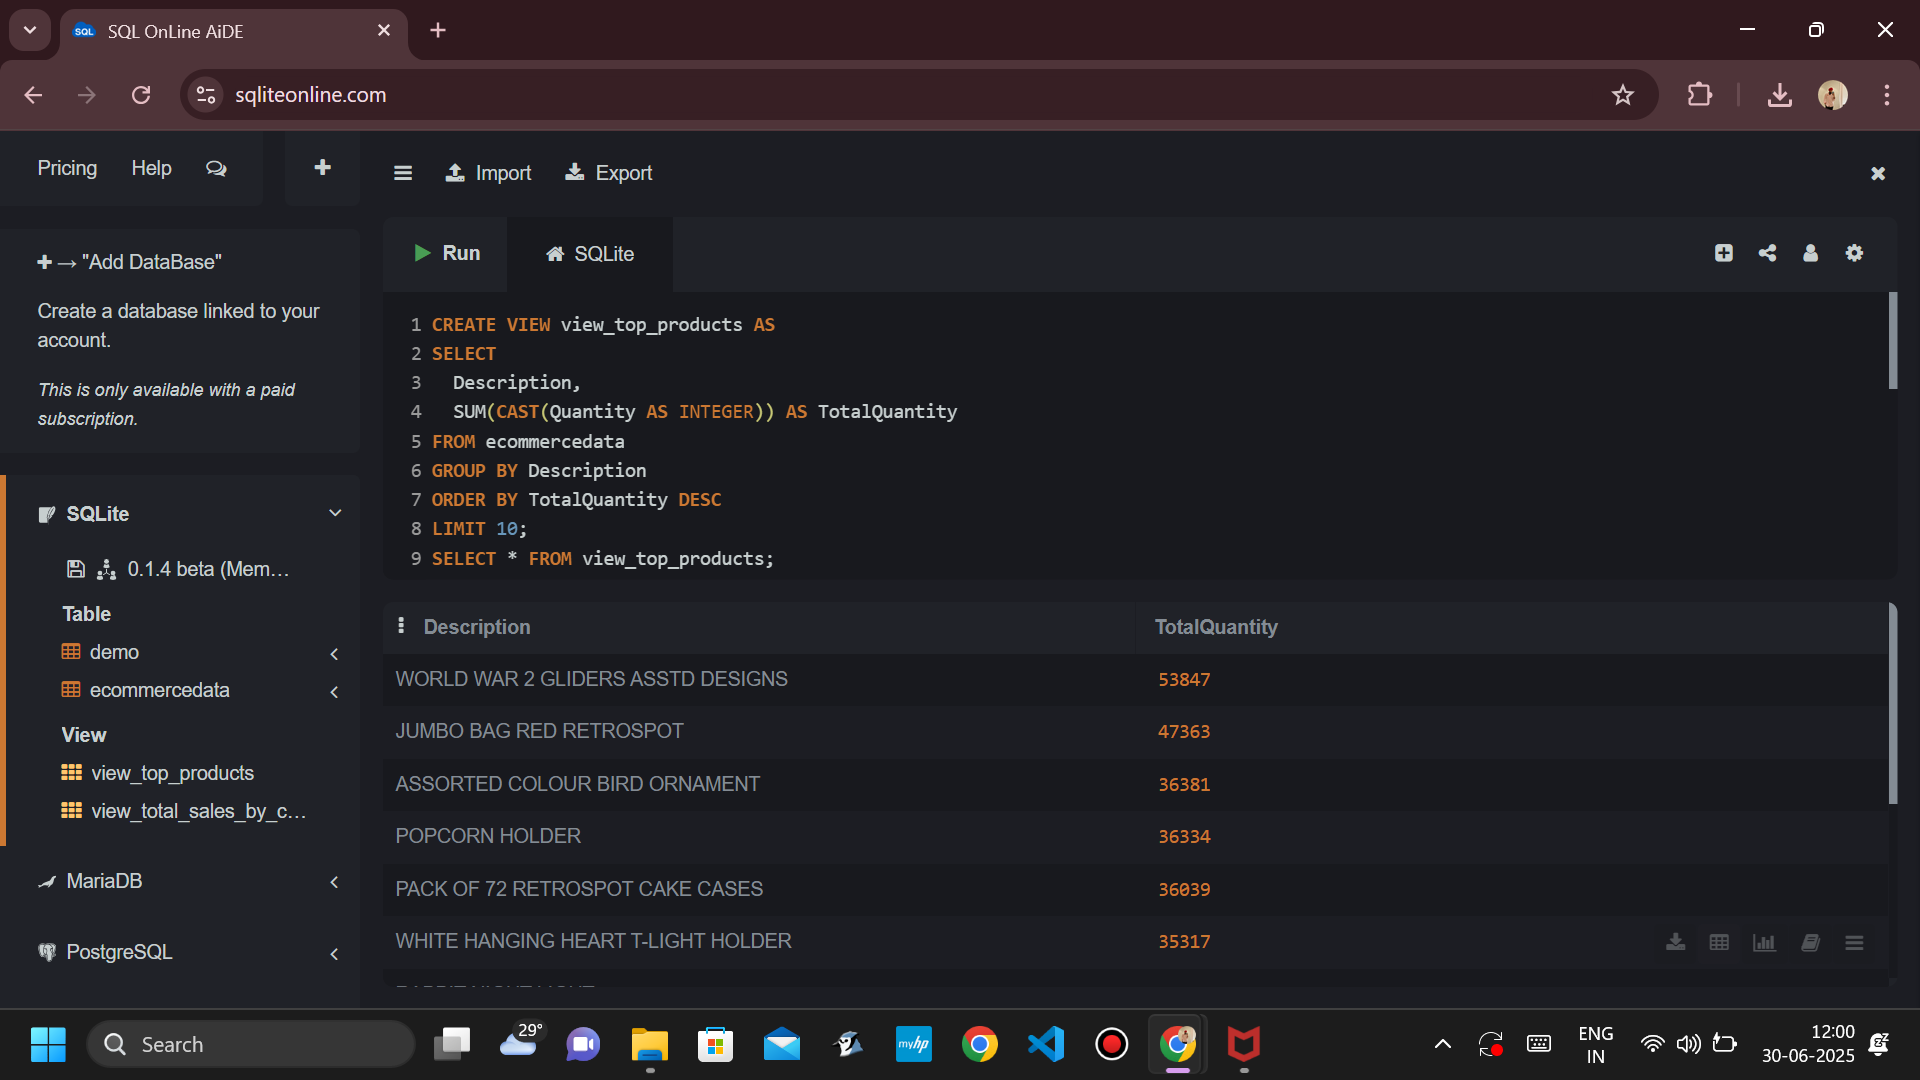 SQL OnLine AiDE
sqliteonline.com
Pricing
Help
Import
Export
"Add DataBase"
Create a database linked to your
account.
This is only available with a paid
subscription.
SQLite
0.1.4 beta (Mem...
Table
demo
ecommercedata
View
view_top_products
view_total_sales_by_c...
MariaDB
PostgreSQL
Run
SQLite
1 CREATE VIEW view_top_products AS
2 SELECT
3 Description,
4 SUM(CAST(Quantity AS INTEGER)) AS TotalQuantity
5 FROM ecommercedata
6 GROUP BY Description
7 ORDER BY TotalQuantity DESC
8 LIMIT 10;
9 SELECT * FROM view_top_products;
Description TotalQuantity
WORLD WAR 2 GLIDERS ASSTD DESIGNS 53847
JUMBO BAG RED RETROSPOT 47363
ASSORTED COLOUR BIRD ORNAMENT 36381
POPCORN HOLDER 36334
PACK OF 72 RETROSPOT CAKE CASES 36039
WHITE HANGING HEART T-LIGHT HOLDER 35317
Search
29°
myhp
ENG
IN
12:00
30-06-2025